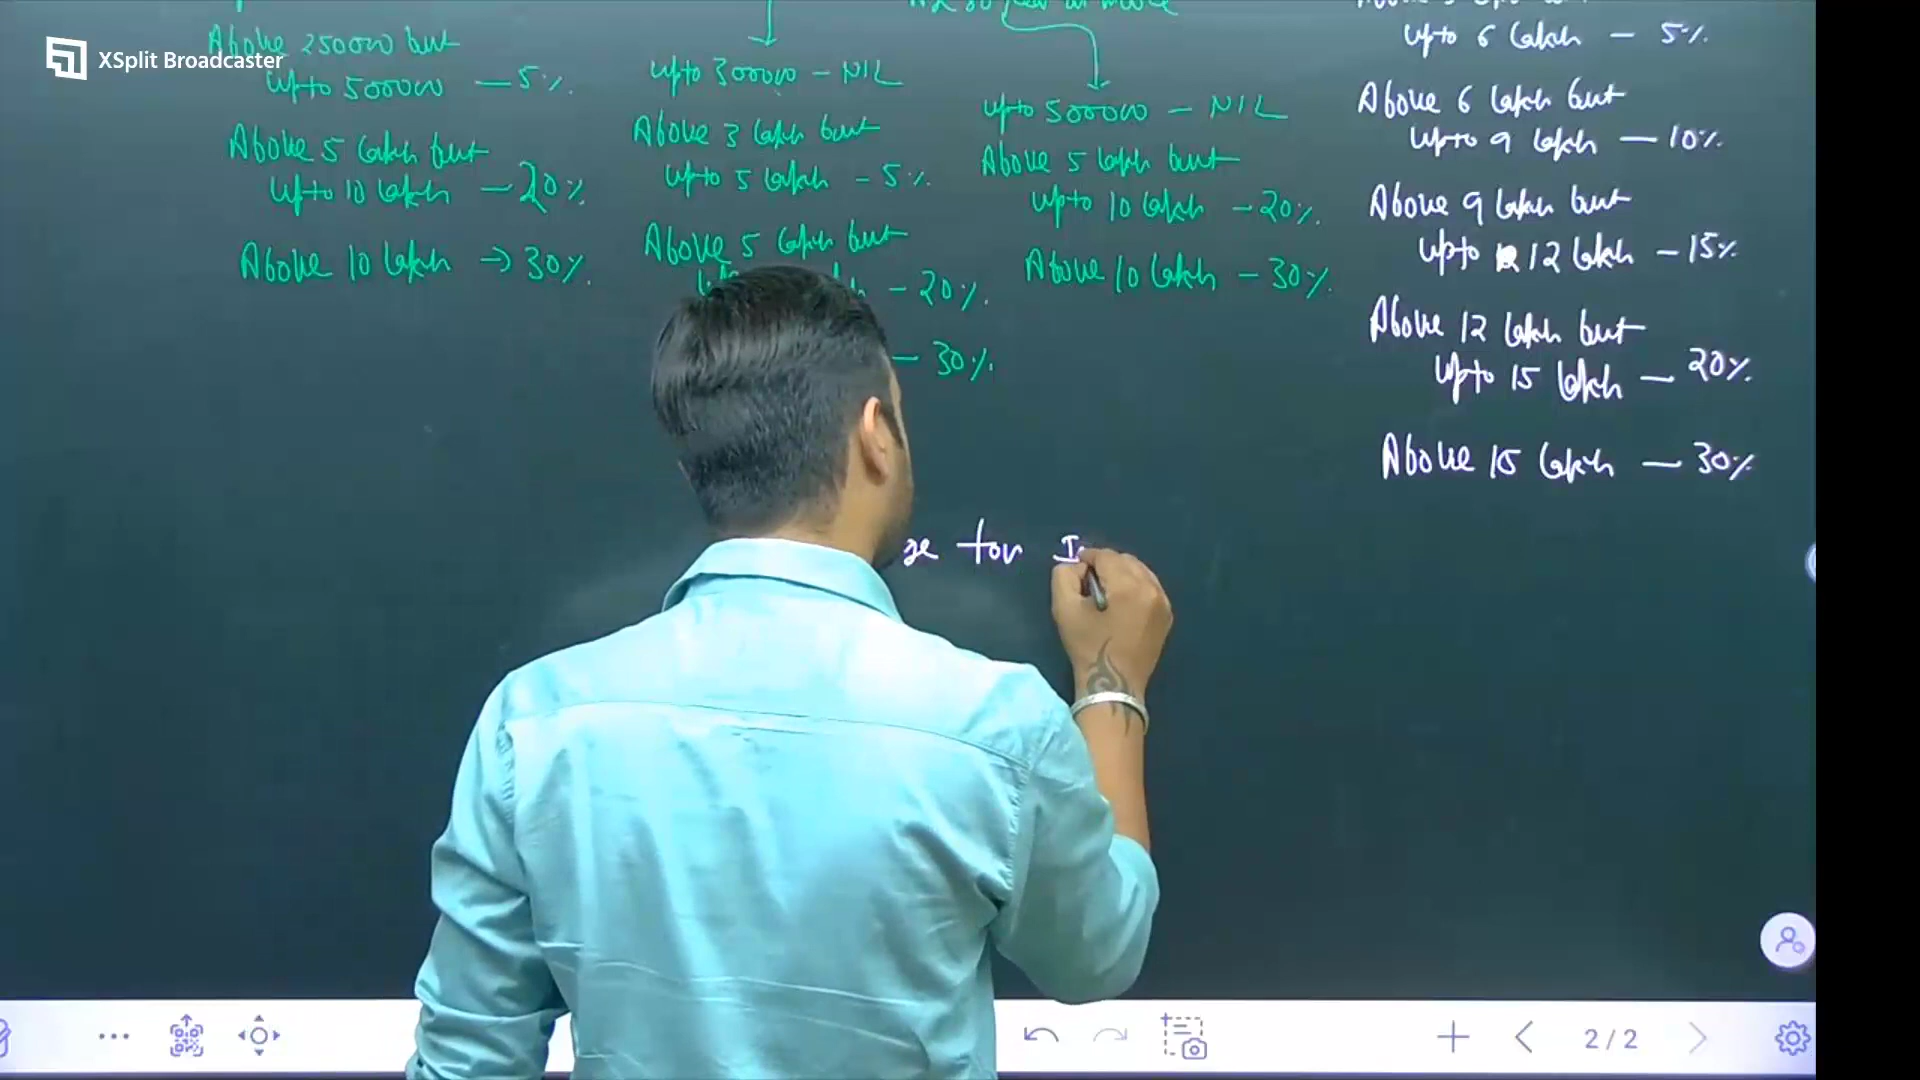 XSplit Broadcaster
Above 250000 but
upto 500000 — 5%.
Above 5 Lakh but
upto 10 Lakh — 20%.
Above 10 Lakh → 30%.
upto 300000 — NIL
Above 3 Lakh but
upto 5 Lakh — 5%.
Above 5 Lakh but
— 20%.
— 30%.
upto 500000 — NIL
Above 5 Lakh but
upto 10 Lakh — 20%.
Above 10 Lakh — 30%.
upto 6 Lakh — 5%.
Above 6 Lakh but
upto 9 Lakh — 10%.
Above 9 Lakh but
upto 12 Lakh — 15%
Above 12 Lakh but
upto 15 Lakh — 20%.
Above 15 Lakh — 30%
for
2/2